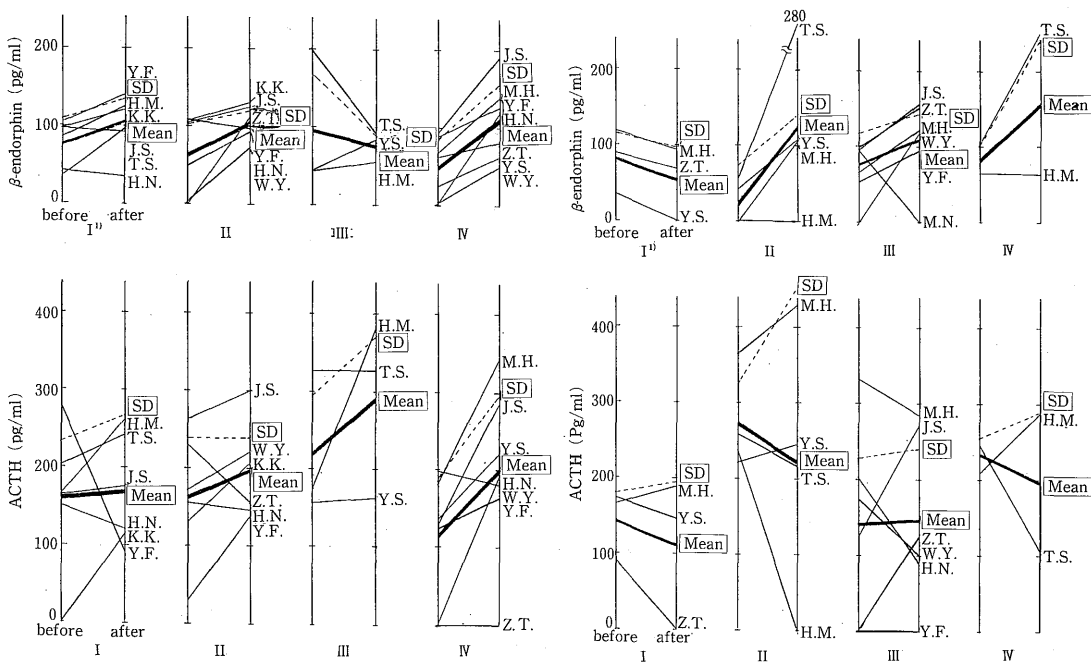 β-endorphin (pg/ml)
200
100
0
before after
I¹⁾
Y.F.
SD
H.M.
K.K.
Mean
J.S.
T.S.
H.N.
II
K.K.
J.S.
Z.T.
SD
Mean
Y.F.
H.N.
W.Y.
III
T.S.
SD
Y.S.
Mean
H.M.
IV
J.S.
SD
M.H.
Y.F.
H.N.
Mean
Z.T.
Y.S.
W.Y.
β-endorphin (pg/ml)
200
100
0
before after
I¹⁾
SD
M.H.
Z.T.
Mean
Y.S.
II
280
T.S.
SD
Mean
Y.S.
M.H.
H.M.
III
J.S.
Z.T.
SD
M.H.
W.Y.
Mean
Y.F.
M.N.
IV
T.S.
SD
Mean
H.M.
ACTH (pg/ml)
400
300
200
100
0
before after
I
SD
H.M.
T.S.
J.S.
Mean
H.N.
K.K.
Y.F.
II
J.S.
SD
W.Y.
K.K.
Mean
Z.T.
H.N.
Y.F.
III
H.M.
SD
T.S.
Mean
Y.S.
IV
M.H.
SD
J.S.
Y.S.
Mean
H.N.
W.Y.
Y.F.
Z.T.
ACTH (Pg/ml)
400
300
200
100
0
before after
I
SD
M.H.
Y.S.
Mean
Z.T.
II
SD
M.H.
Y.S.
Mean
T.S.
H.M.
III
M.H.
J.S.
SD
Mean
Z.T.
W.Y.
H.N.
Y.F.
IV
SD
H.M.
Mean
T.S.